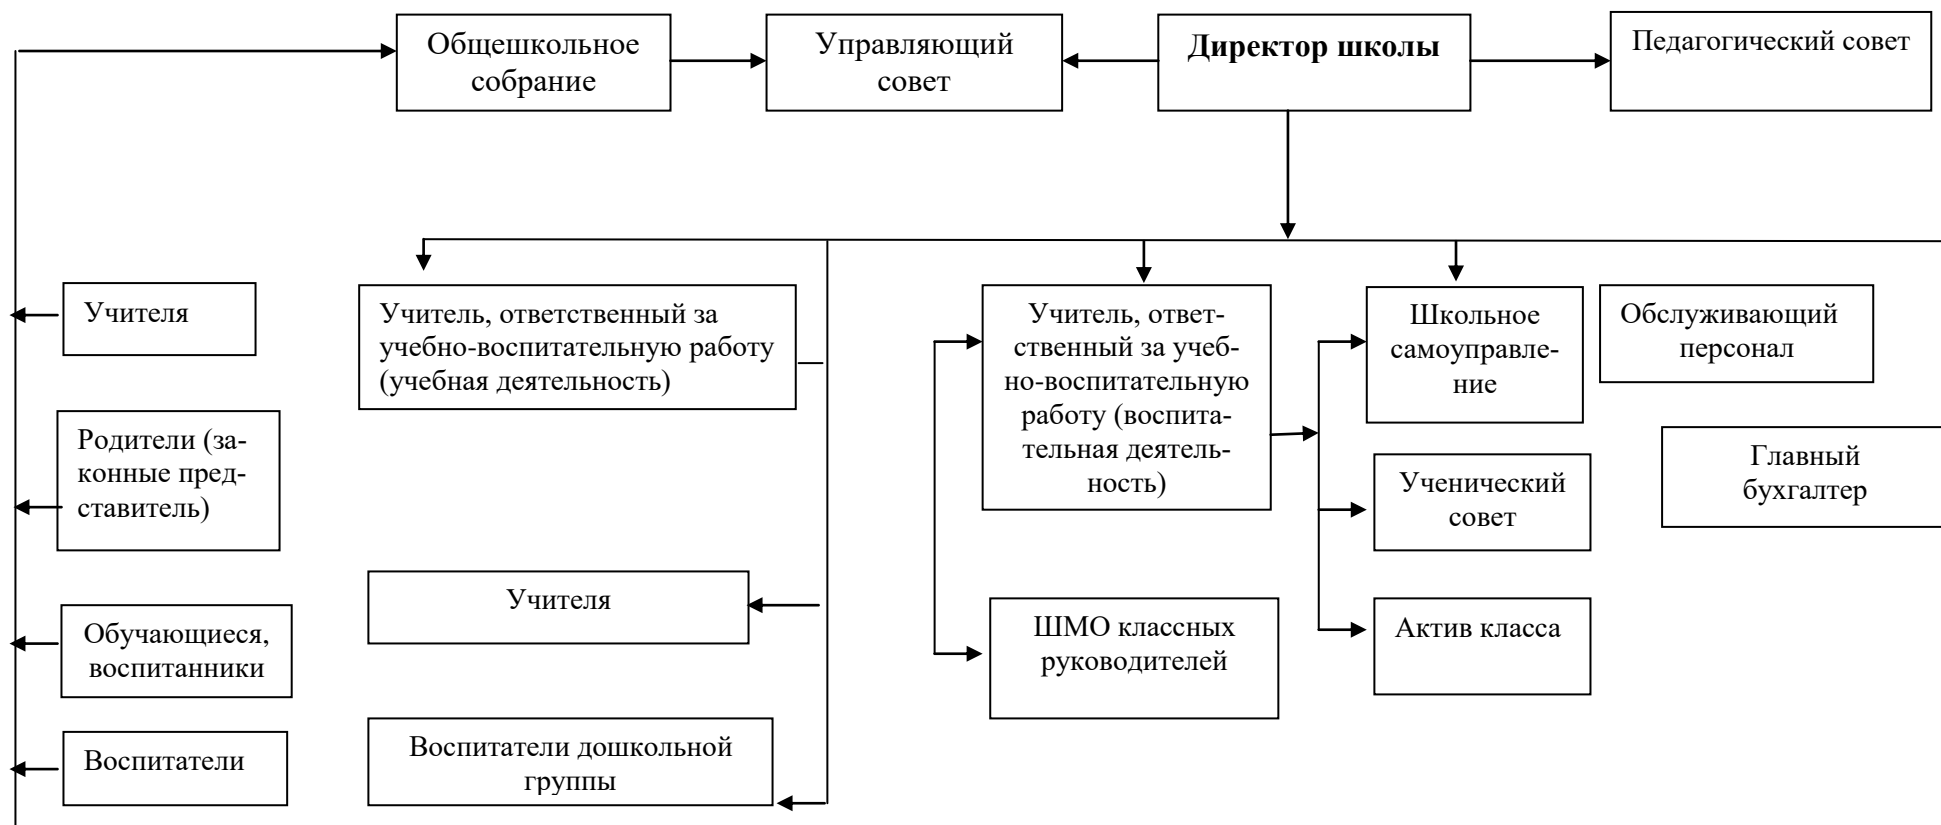 Общешкольное
собрание
Управляющий
совет
Директор школы
Педагогический совет
Учителя
Учитель, ответственный за
учебно-воспитательную работу
(учебная деятельность)
Учитель, ответ-
ственный за учеб-
но-воспитательную
работу (воспита-
тельная деятель-
ность)
Школьное
самоуправле-
ние
Обслуживающий
персонал
Родители (за-
конные пред-
ставитель)
Ученический
совет
Главный
бухгалтер
Учителя
Обучающиеся,
воспитанники
ШМО классных
руководителей
Актив класса
Воспитатели
Воспитатели дошкольной
группы